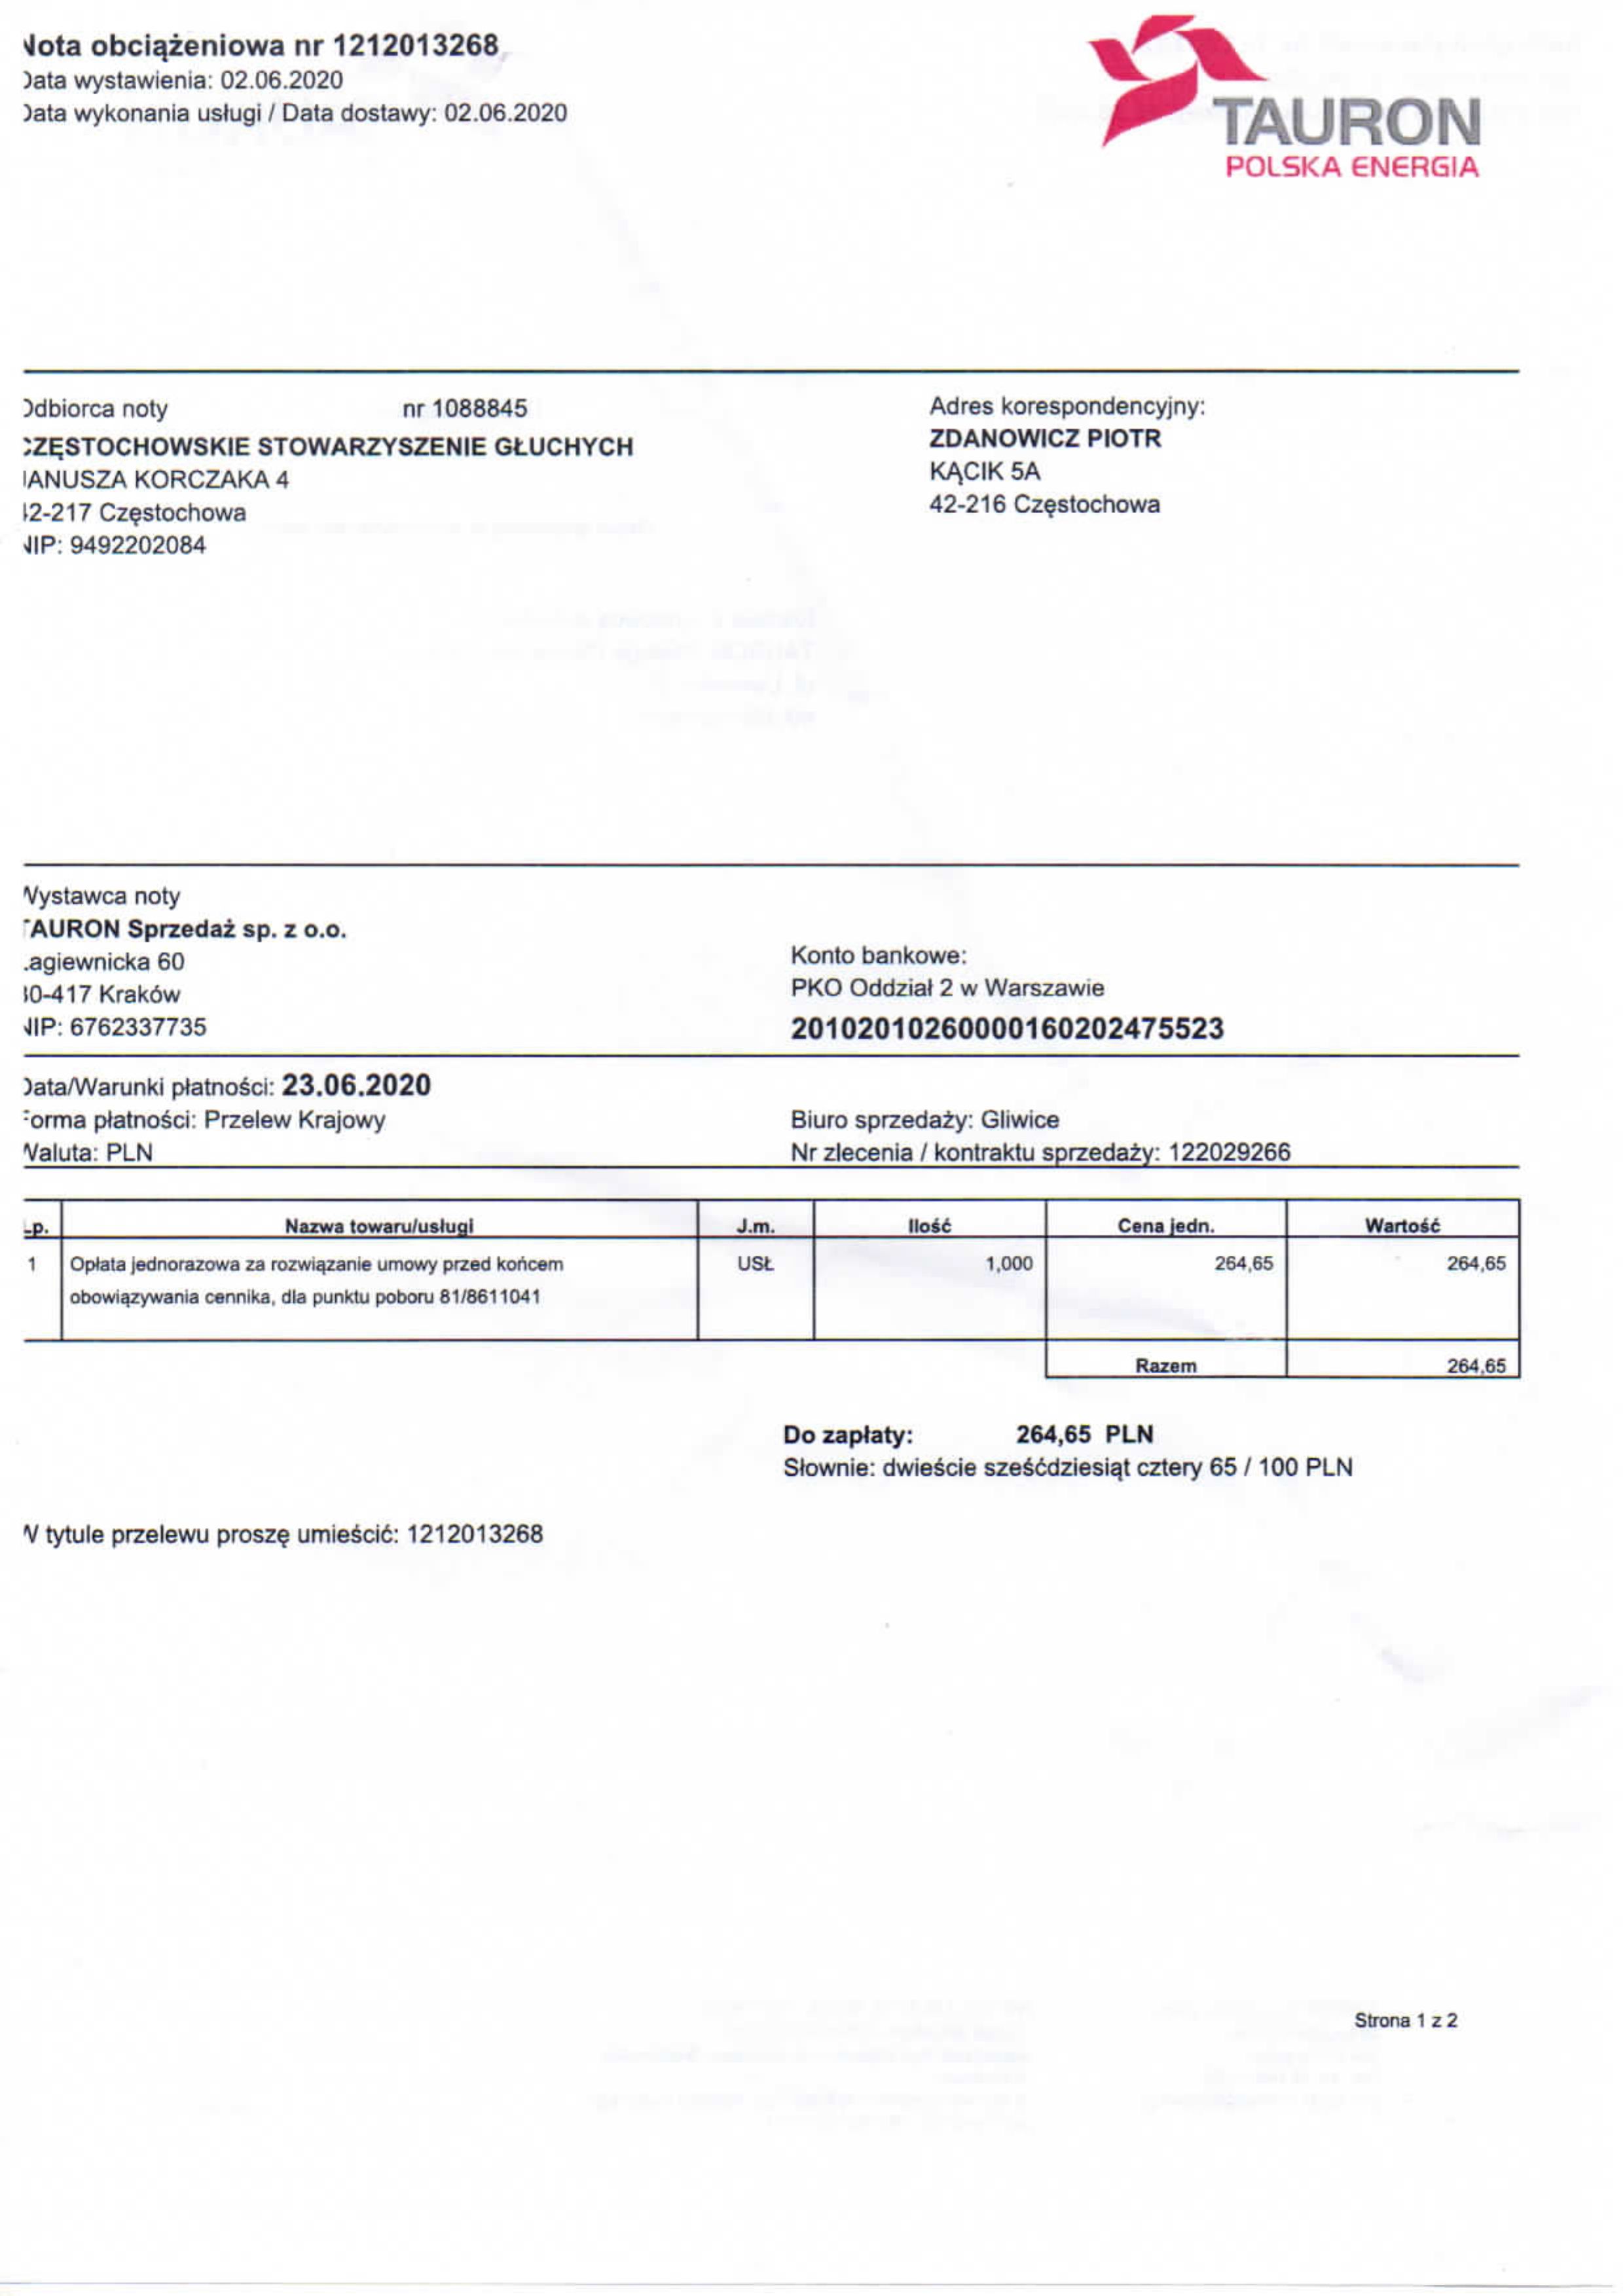 Nota obciążeniowa nr 1212013268
Data wystawienia: 02.06.2020
Data wykonania usługi / Data dostawy: 02.06.2020
TAURON
POLSKA ENERGIA
Odbiorca noty nr 1088845
CZĘSTOCHOWSKIE STOWARZYSZENIE GŁUCHYCH
JANUSZA KORCZAKA 4
42-217 Częstochowa
NIP: 9492202084
Adres korespondencyjny:
ZDANOWICZ PIOTR
KĄCIK 5A
42-216 Częstochowa
Wystawca noty
TAURON Sprzedaż sp. z o.o.
Łagiewnicka 60
30-417 Kraków
NIP: 6762337735
Konto bankowe:
PKO Oddział 2 w Warszawie
20102010260000160202475523
Data/Warunki płatności: 23.06.2020
Forma płatności: Przelew Krajowy
Waluta: PLN
Biuro sprzedaży: Gliwice
Nr zlecenia / kontraktu sprzedaży: 122029266
Lp. Nazwa towaru/usługi J.m. Ilość Cena jedn. Wartość
1 Opłata jednorazowa za rozwiązanie umowy przed końcem USŁ 1,000 264,65 264,65
obowiązywania cennika, dla punktu poboru 81/8611041
Razem 264,65
Do zapłaty: 264,65 PLN
Słownie: dwieście sześćdziesiąt cztery 65 / 100 PLN
W tytule przelewu proszę umieścić: 1212013268
Strona 1 z 2